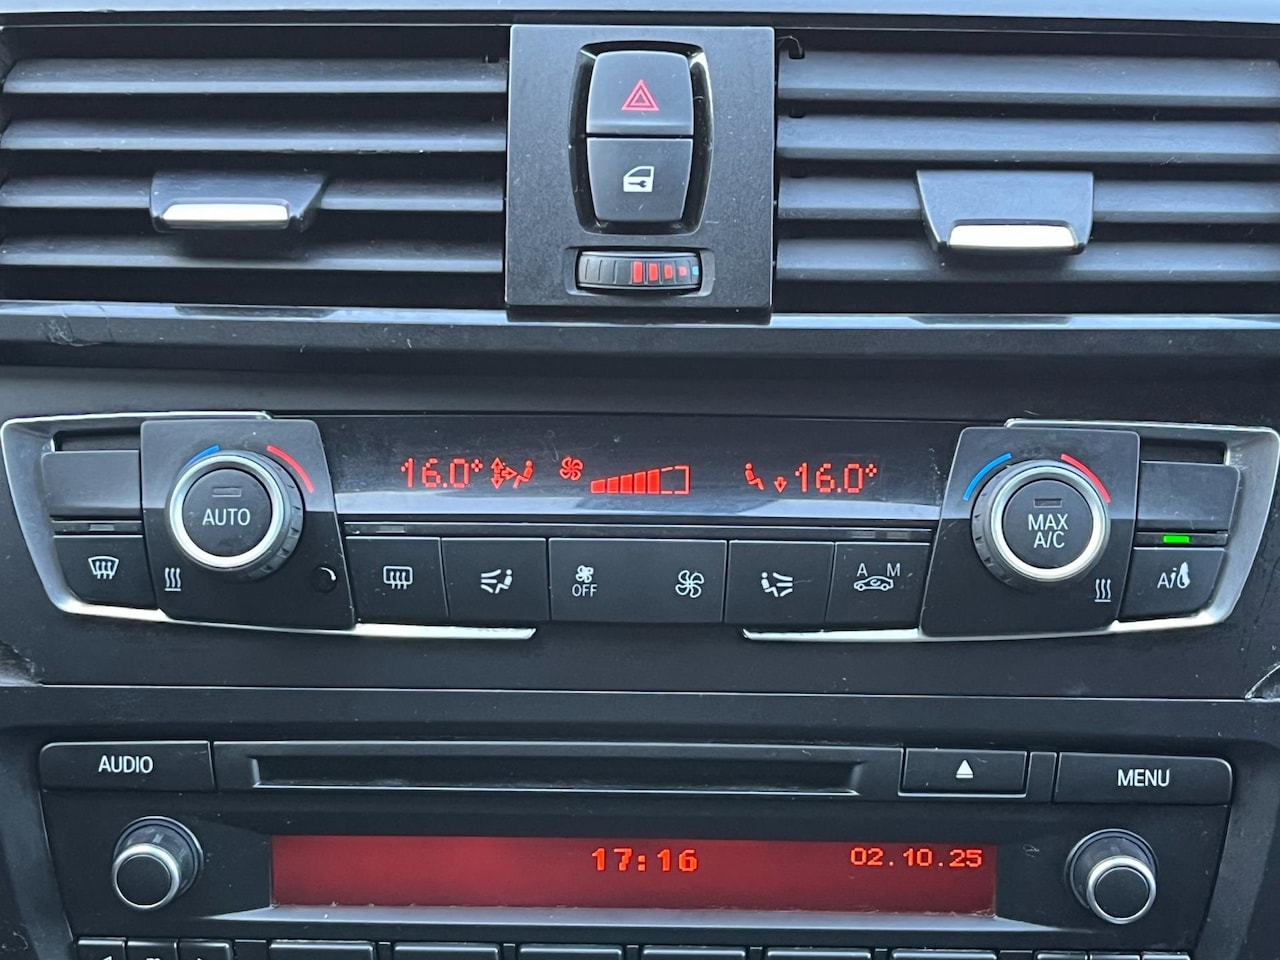 16.0°
16.0°
AUTO
MAX
A/C
OFF
A M
A
AUDIO
MENU
17:16
02.10.25